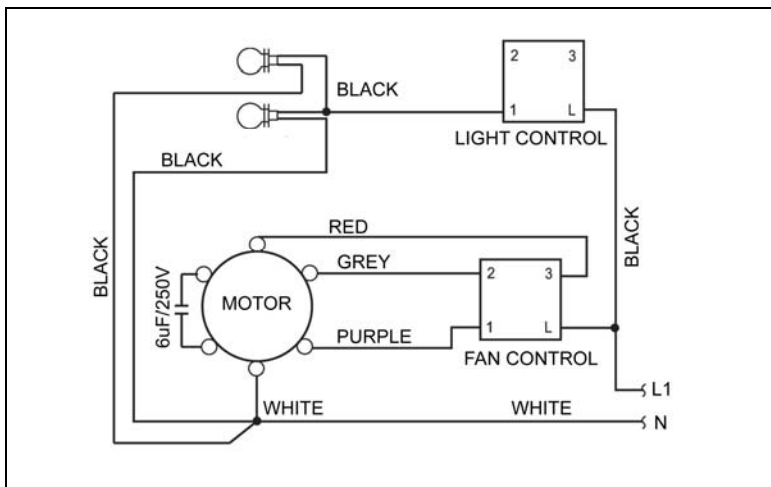 2 3
BLACK
1 L
LIGHT CONTROL
BLACK
RED
BLACK
BLACK
GREY
2 3
6uF/250V
MOTOR
PURPLE
1 L
FAN CONTROL
L1
WHITE WHITE N